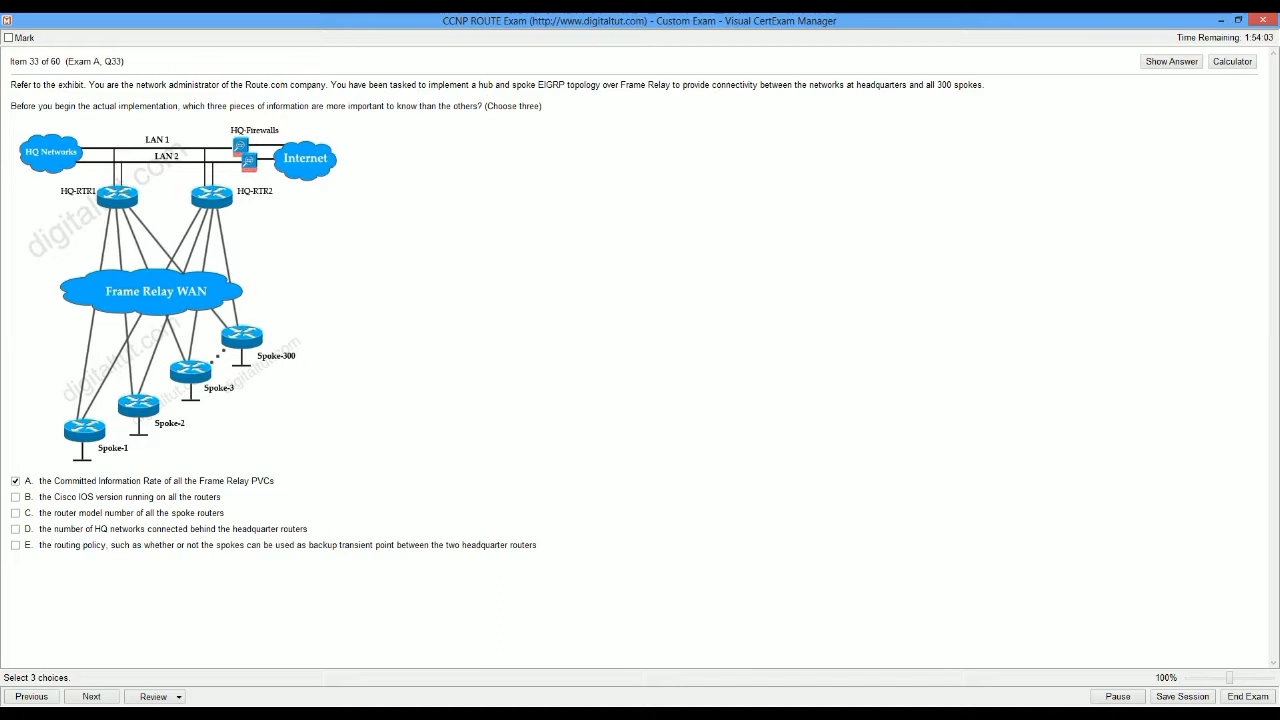 CCNP ROUTE Exam (http://www.digitaltut.com) - Custom Exam - Visual CertExam Manager
Mark
Time Remaining: 1:54:03
Item 33 of 60 (Exam A, Q33)
Show Answer
Calculator
Refer to the exhibit. You are the network administrator of the Route.com company. You have been tasked to implement a hub and spoke EIGRP topology over Frame Relay to provide connectivity between the networks at headquarters and all 300 spokes.
Before you begin the actual implementation, which three pieces of information are more important to know than the others? (Choose three)
HQ-Firewalls
LAN 1
HQ Networks
LAN 2
Internet
HQ-RTR1
HQ-RTR2
digitaltut.com
Frame Relay WAN
digitaltut.com
digitaltut.com
Spoke-300
Spoke-3
Spoke-2
Spoke-1
A. the Committed Information Rate of all the Frame Relay PVCs
B. the Cisco IOS version running on all the routers
C. the router model number of all the spoke routers
D. the number of HQ networks connected behind the headquarter routers
E. the routing policy, such as whether or not the spokes can be used as backup transient point between the two headquarter routers
Select 3 choices.
100%
Previous
Next
Review
Pause
Save Session
End Exam